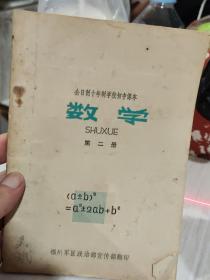 全日制十年制学校初中课本
数学
SHUXUE
第二册
(a±b)²
=a²±2ab+b²
福州军区政治部宣传部翻印